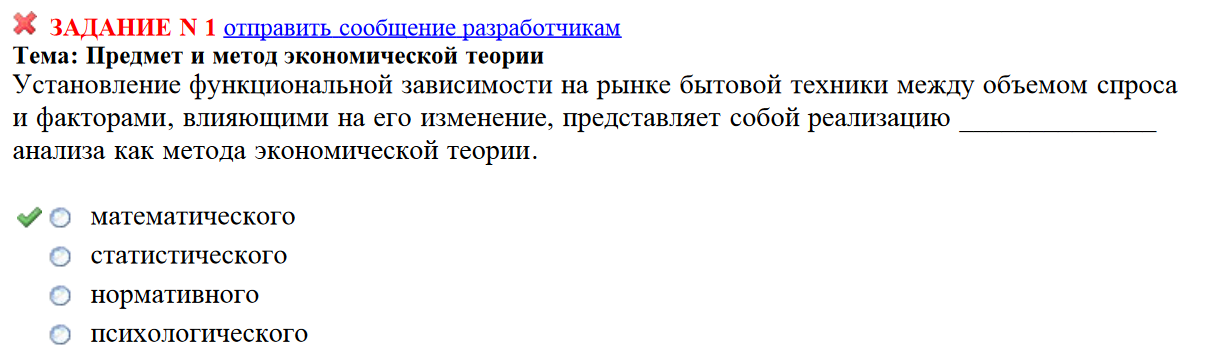 ЗАДАНИЕ N 1 отправить сообщение разработчикам
Тема: Предмет и метод экономической теории
Установление функциональной зависимости на рынке бытовой техники между объемом спроса
и факторами, влияющими на его изменение, представляет собой реализацию ______________
анализа как метода экономической теории.
математического
статистического
нормативного
психологического